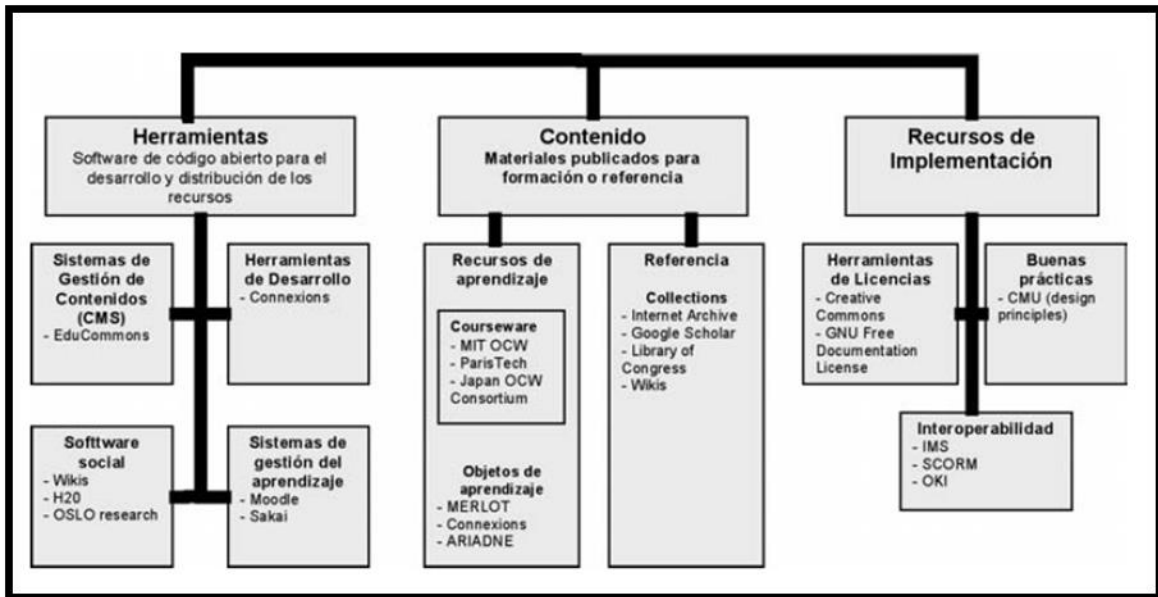 Herramientas
Software de código abierto para el
desarrollo y distribución de los
recursos
Sistemas de
Gestión de
Contenidos
(CMS)
- EduCommons
Herramientas
de Desarrollo
- Connexions
Softtware
social
- Wikis
- H20
- OSLO research
Sistemas de
gestión del
aprendizaje
- Moodle
- Sakai
Contenido
Materiales publicados para
formación o referencia
Recursos de
aprendizaje
Courseware
- MIT OCW
- ParisTech
- Japan OCW
Consortium
Objetos de
aprendizaje
- MERLOT
- Connexions
- ARIADNE
Referencia
Collections
- Internet Archive
- Google Scholar
- Library of
Congress
- Wikis
Recursos de
Implementación
Herramientas
de Licencias
- Creative
Commons
- GNU Free
Documentation
License
Buenas
prácticas
- CMU (design
principles)
Interoperabilidad
- IMS
- SCORM
- OKI